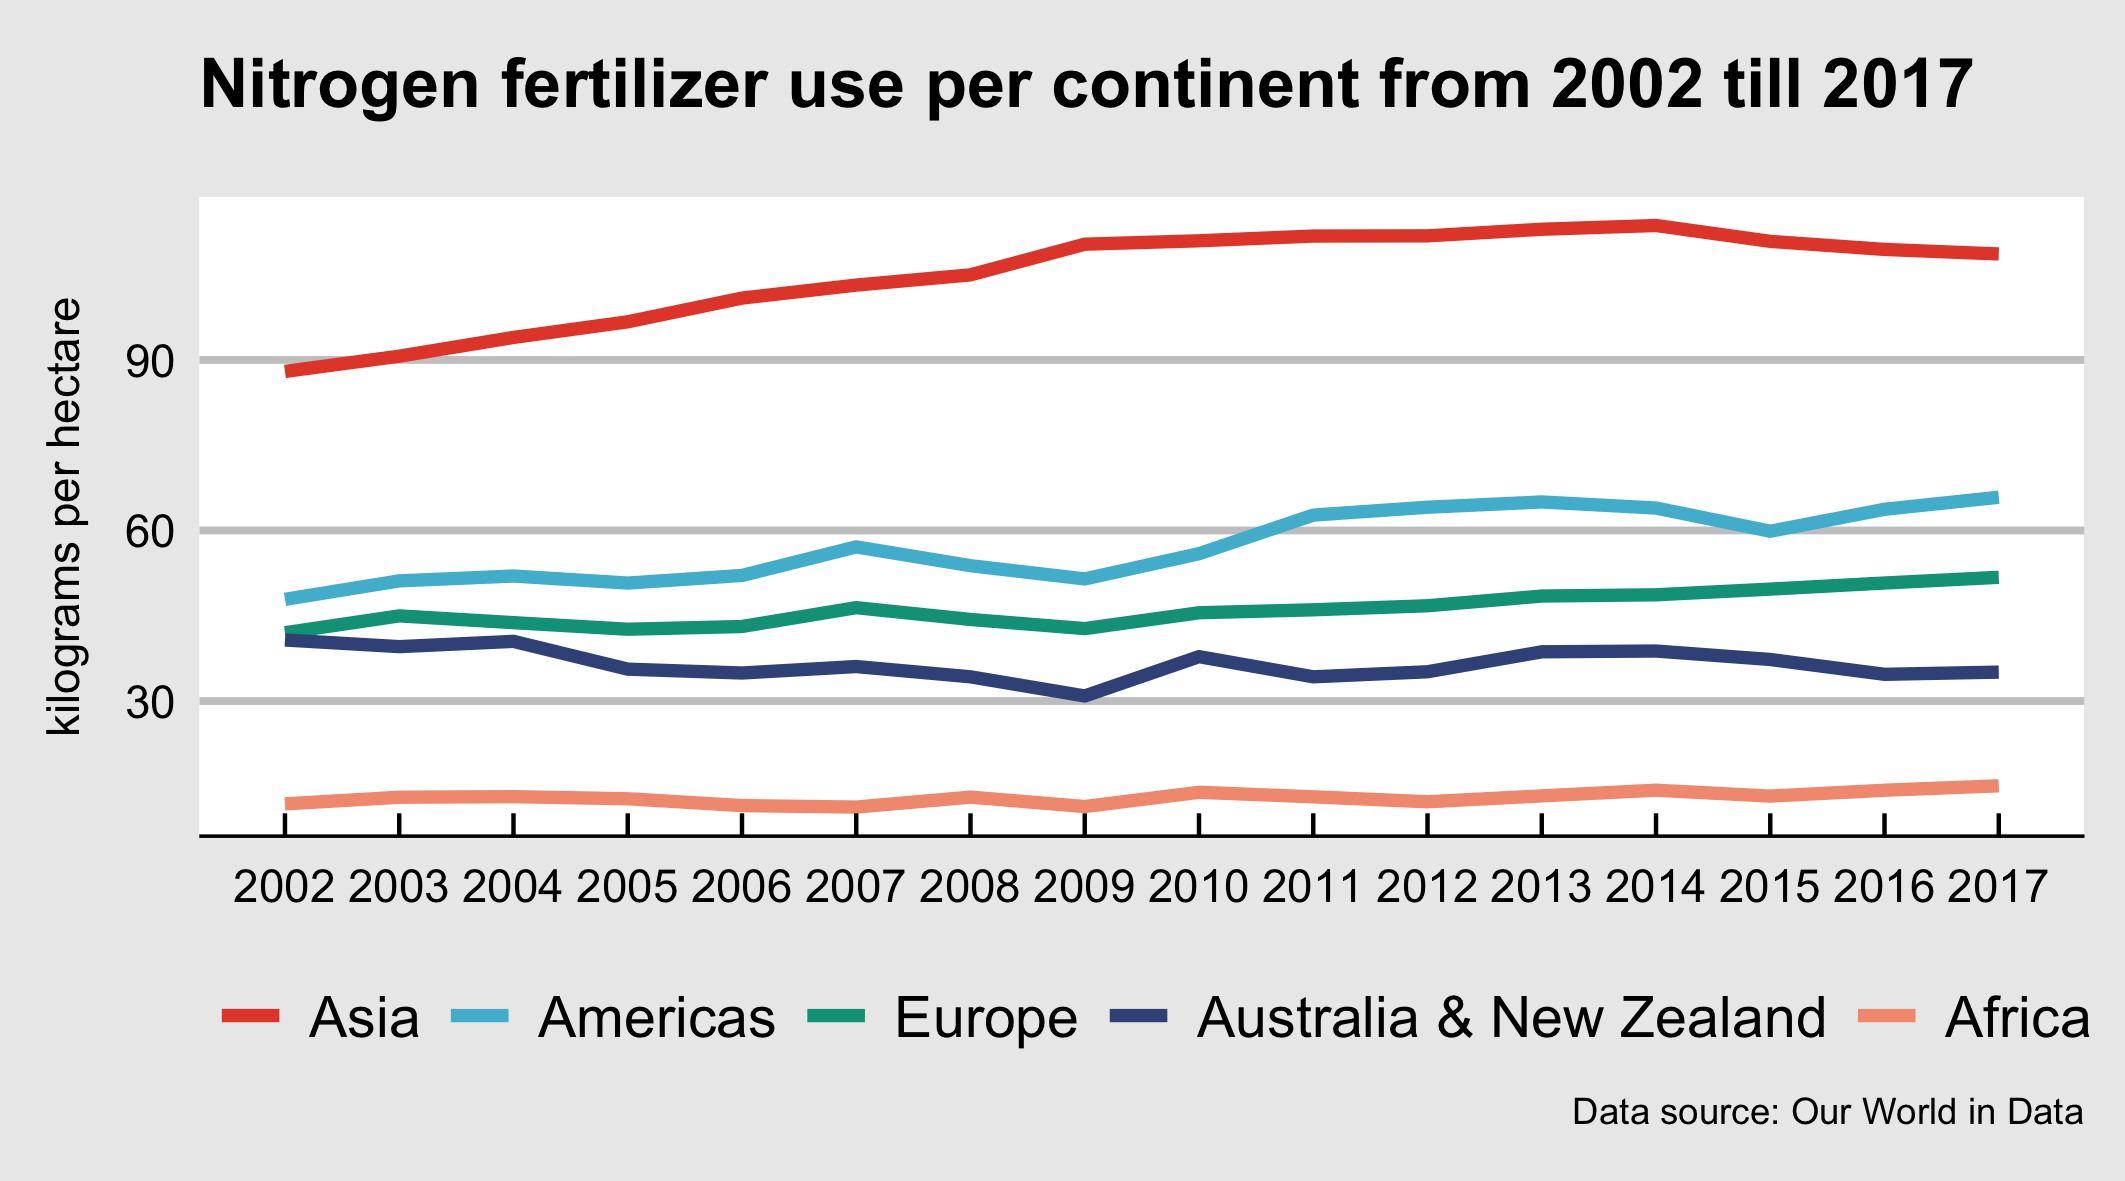 Nitrogen fertilizer use per continent from 2002 till 2017
kilograms per hectare
90
60
30
2002 2003 2004 2005 2006 2007 2008 2009 2010 2011 2012 2013 2014 2015 2016 2017
Asia Americas Europe Australia & New Zealand Africa
Data source: Our World in Data